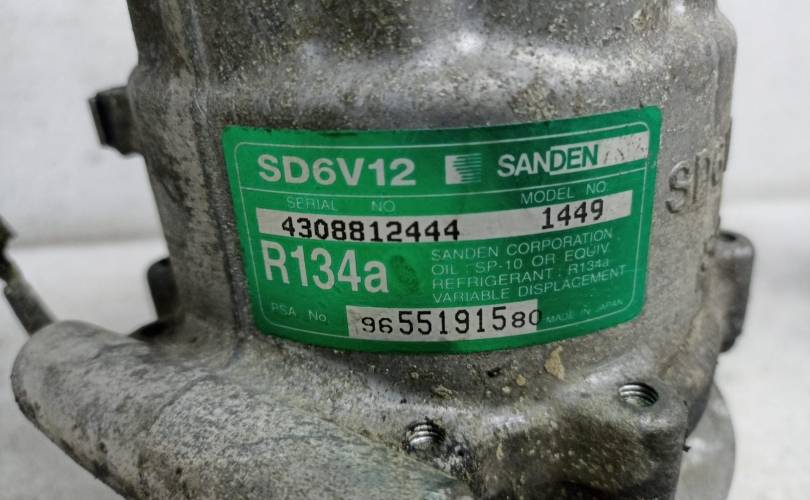 SD6V12 SANDEN
SERIAL NO. MODEL NO.
4308812444 1449
R134a
SANDEN CORPORATION
OIL : SP-10 OR EQUIV.
REFRIGERANT : R134a
VARIABLE DISPLACEMENT
PSA No. 9655191580 MADE IN JAPAN